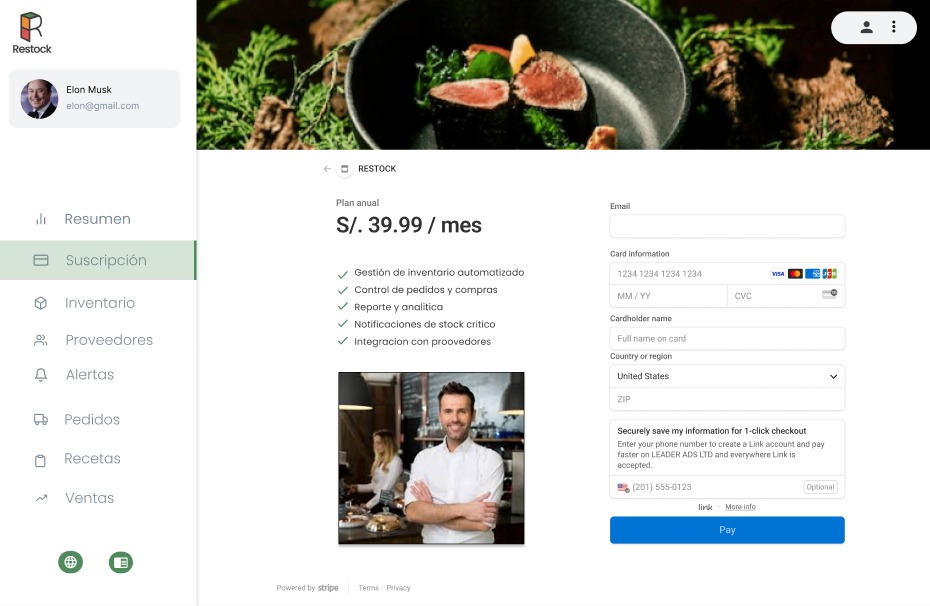 Restock
Elon Musk
elon@gmail.com
Resumen
Suscripción
Inventario
Proveedores
Alertas
Pedidos
Recetas
Ventas
RESTOCK
Plan anual
S/. 39.99 / mes
Gestión de inventario automatizado
Control de pedidos y compras
Reporte y analítica
Notificaciones de stock crítico
Integracion con proovedores
Powered by stripe
Terms Privacy
Email
Card information
1234 1234 1234 1234 VISA
MM / YY CVC
Cardholder name
Full name on card
Country or region
United States
ZIP
Securely save my information for 1-click checkout
Enter your phone number to create a Link account and pay
faster on LEADER ADS LTD and everywhere Link is
accepted.
(201) 555-0123 Optional
link · More info
Pay